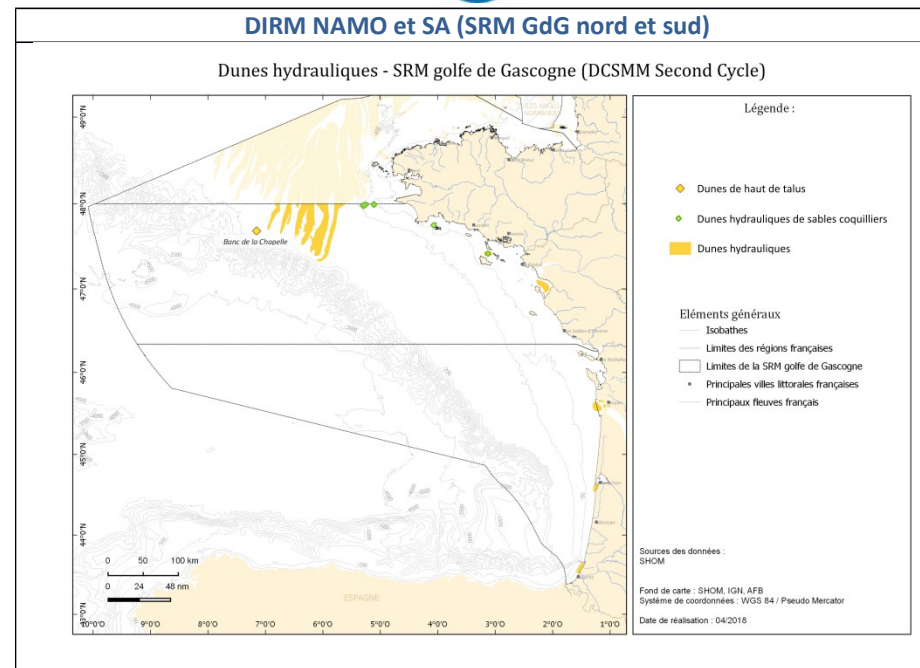 DIRM NAMO et SA (SRM GdG nord et sud)
Dunes hydrauliques - SRM golfe de Gascogne (DCSMM Second Cycle)
49°0'N
48°0'N
47°0'N
46°0'N
45°0'N
44°0'N
43°0'N
Banc de la Chapelle
ESPAGNE
0 50 100 km
0 24 48 nm
10°0'O
9°0'O
8°0'O
7°0'O
6°0'O
5°0'O
4°0'O
3°0'O
2°0'O
1°0'O
Légende :
Dunes de haut de talus
Dunes hydrauliques de sables coquilliers
Dunes hydrauliques
Eléments généraux
Isobathes
Limites des régions françaises
Limites de la SRM golfe de Gascogne
Principales villes littorales françaises
Principaux fleuves français
Sources des données :
SHOM
Fond de carte : SHOM, IGN, AFB
Système de coordonnées : WGS 84 / Pseudo Mercator
Date de réalisation : 04/2018